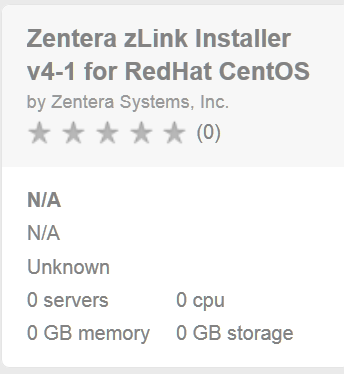 Zentera zLink Installer
v4-1 for RedHat CentOS
by Zentera Systems, Inc.
(0)
N/A
N/A
Unknown
0 servers 0 cpu
0 GB memory 0 GB storage